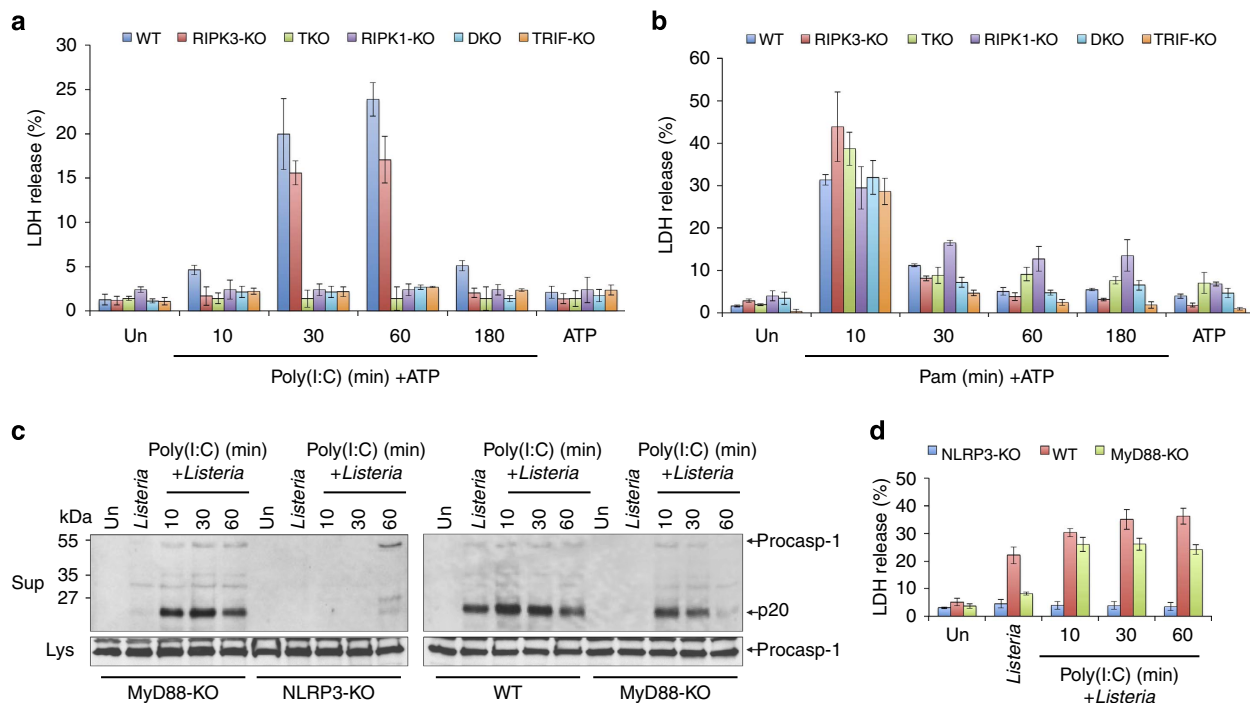 a
WT RIPK3-KO TKO RIPK1-KO DKO TRIF-KO
LDH release (%)
30
25
20
15
10
5
0
Un 10 30 60 180 ATP
Poly(I:C) (min) +ATP
b
WT RIPK3-KO TKO RIPK1-KO DKO TRIF-KO
LDH release (%)
60
50
40
30
20
10
0
Un 10 30 60 180 ATP
Pam (min) +ATP
c
Poly(I:C) (min) Poly(I:C) (min) Poly(I:C) (min) Poly(I:C) (min)
+Listeria +Listeria +Listeria +Listeria
kDa Un Listeria 10 30 60 Un Listeria 10 30 60 Un Listeria 10 30 60 Un Listeria 10 30 60
55 Procasp-1
35
Sup
27
p20
Lys Procasp-1
MyD88-KO NLRP3-KO WT MyD88-KO
d
NLRP3-KO WT MyD88-KO
LDH release (%)
50
40
30
20
10
0
Un Listeria 10 30 60
Poly(I:C) (min)
+Listeria